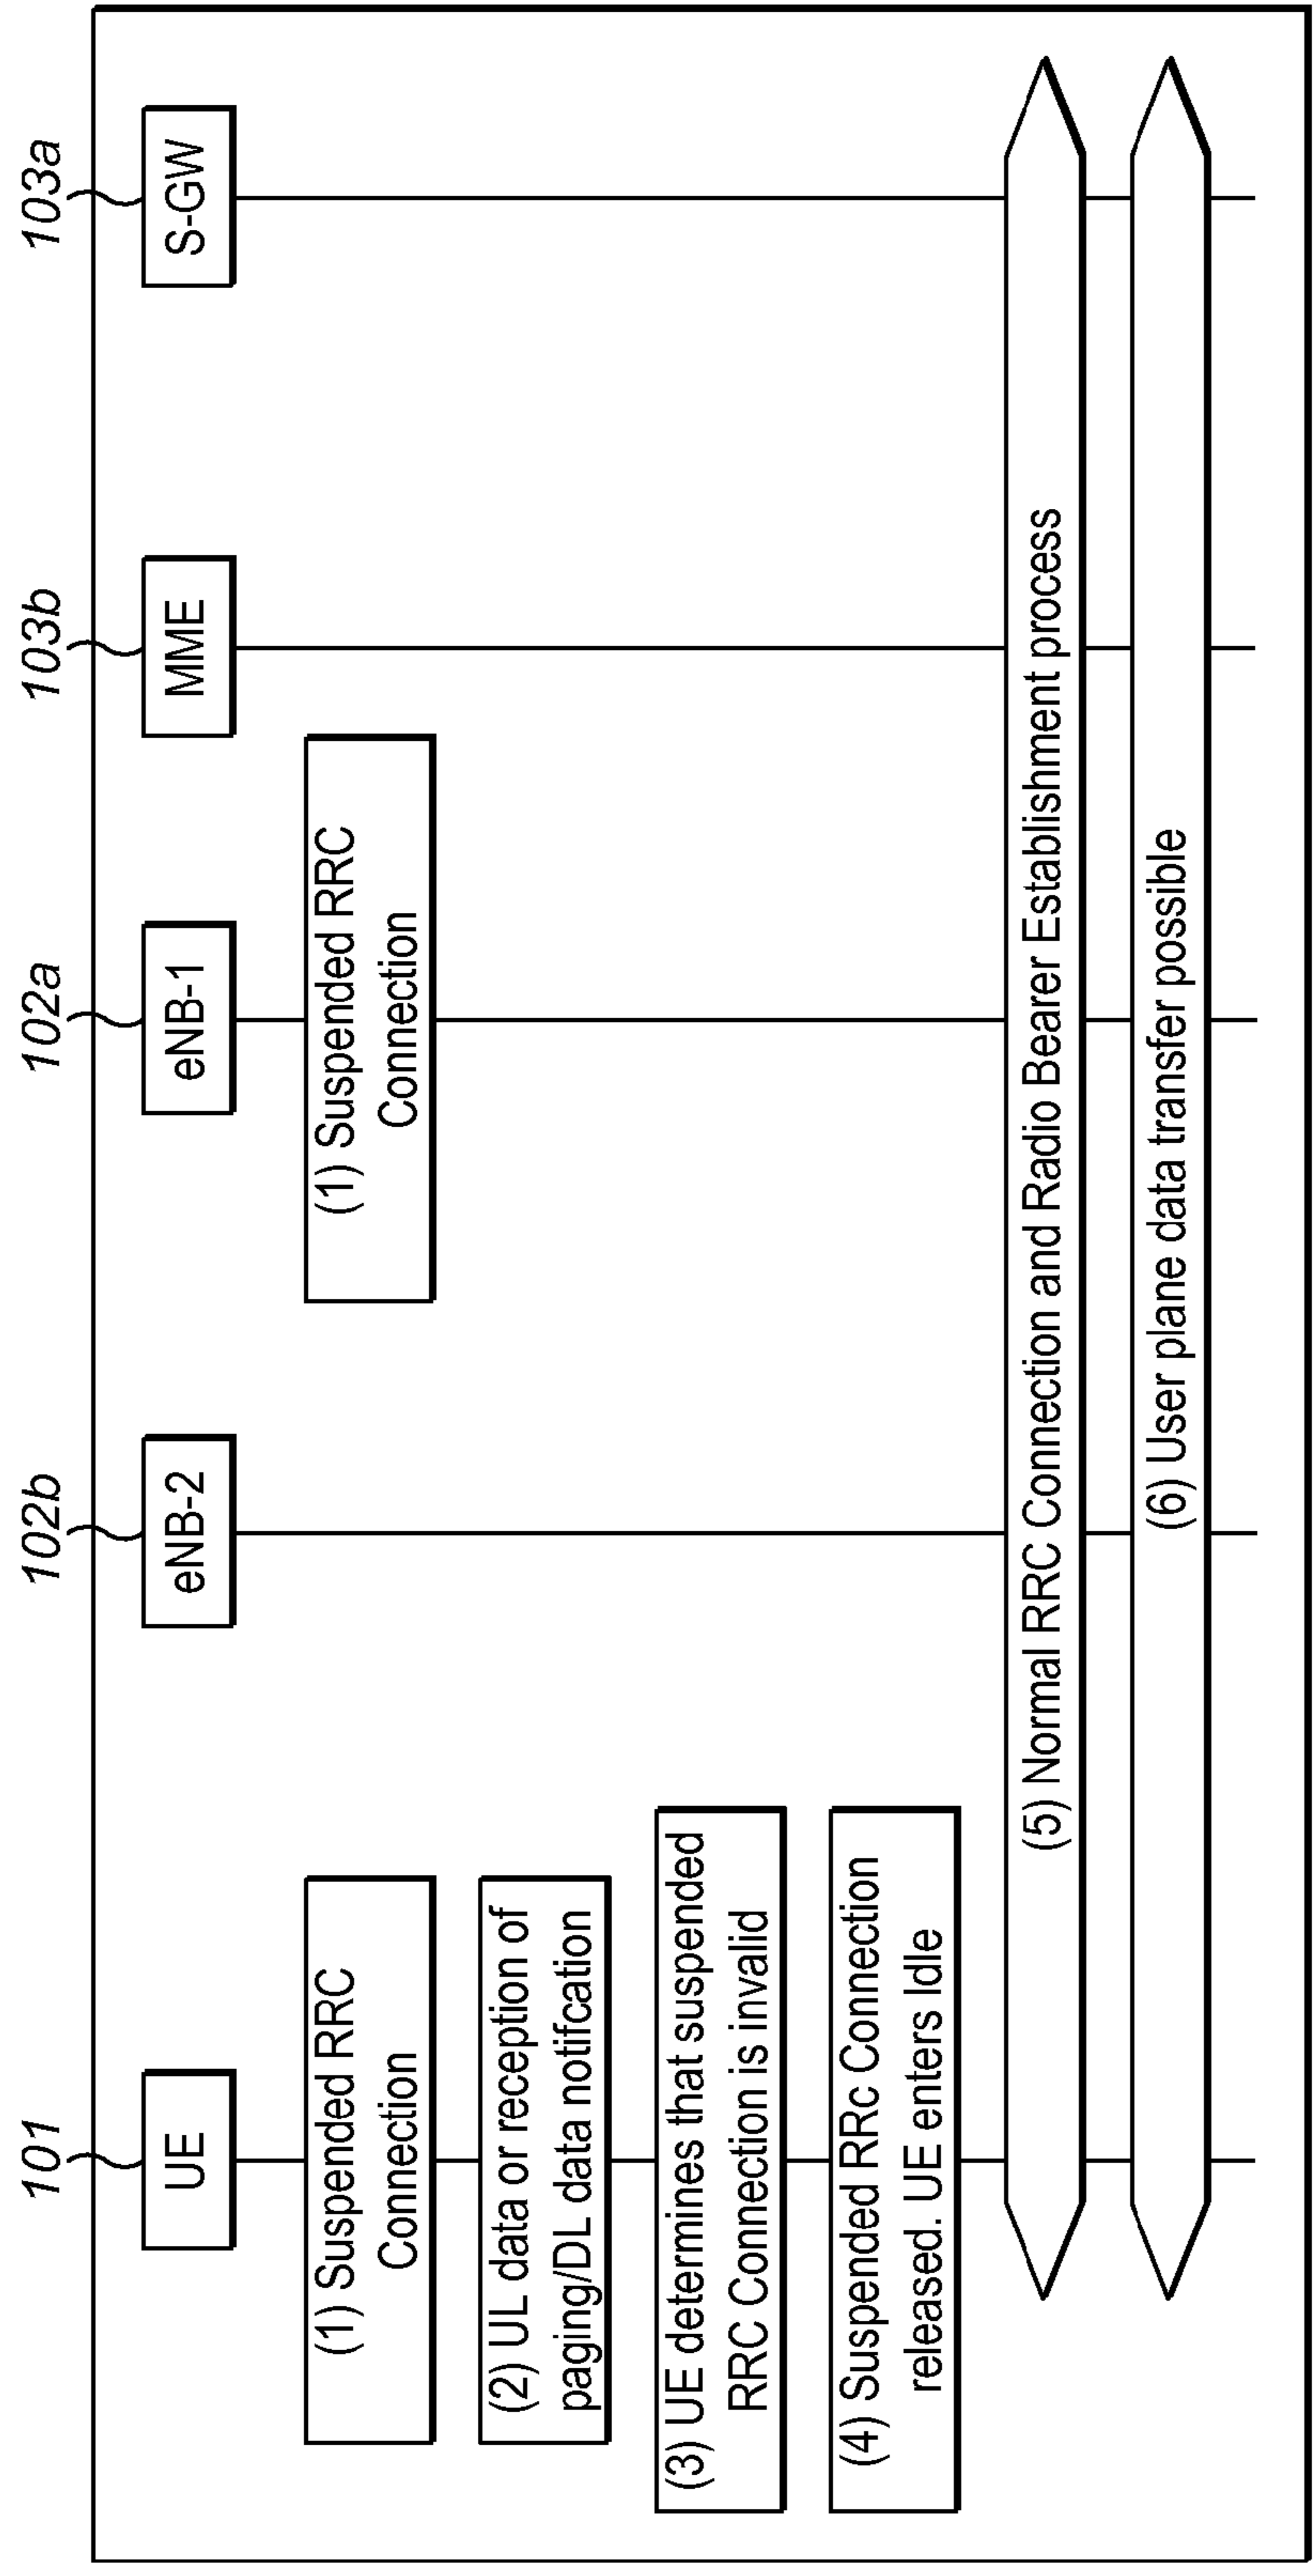 101
102b
102a
103b
103a
UE
eNB-2
eNB-1
MME
S-GW
(1) Suspended RRC
Connection
(1) Suspended RRC
Connection
(2) UL data or reception of
paging/DL data notifcation
(3) UE determines that suspended
RRC Connection is invalid
(4) Suspended RRc Connection
released. UE enters Idle
(5) Normal RRC Connection and Radio Bearer Establishment process
(6) User plane data transfer possible